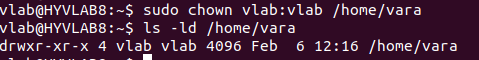 vlab@HYVLAB8:~$ sudo chown vlab:vlab /home/vara
vlab@HYVLAB8:~$ ls -ld /home/vara
drwxr-xr-x 4 vlab vlab 4096 Feb  6 12:16 /home/vara